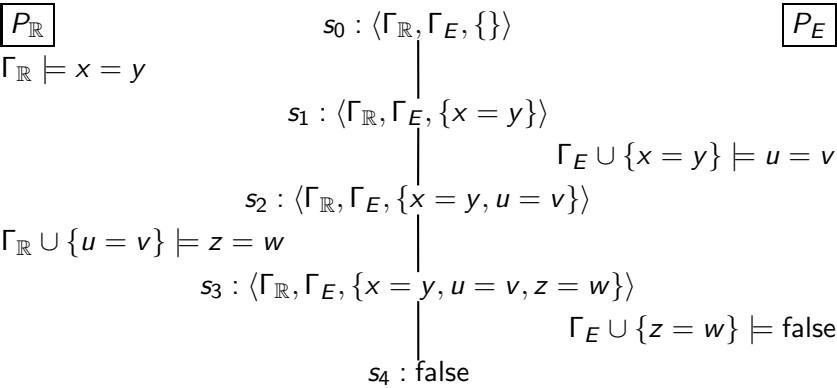 P_ℝ s₀ : ⟨Γ_ℝ, Γ_E, {}⟩ P_E
Γ_ℝ ⊨ x = y
s₁ : ⟨Γ_ℝ, Γ_E, {x = y}⟩
Γ_E ∪ {x = y} ⊨ u = v
s₂ : ⟨Γ_ℝ, Γ_E, {x = y, u = v}⟩
Γ_ℝ ∪ {u = v} ⊨ z = w
s₃ : ⟨Γ_ℝ, Γ_E, {x = y, u = v, z = w}⟩
Γ_E ∪ {z = w} ⊨ false
s₄ : false